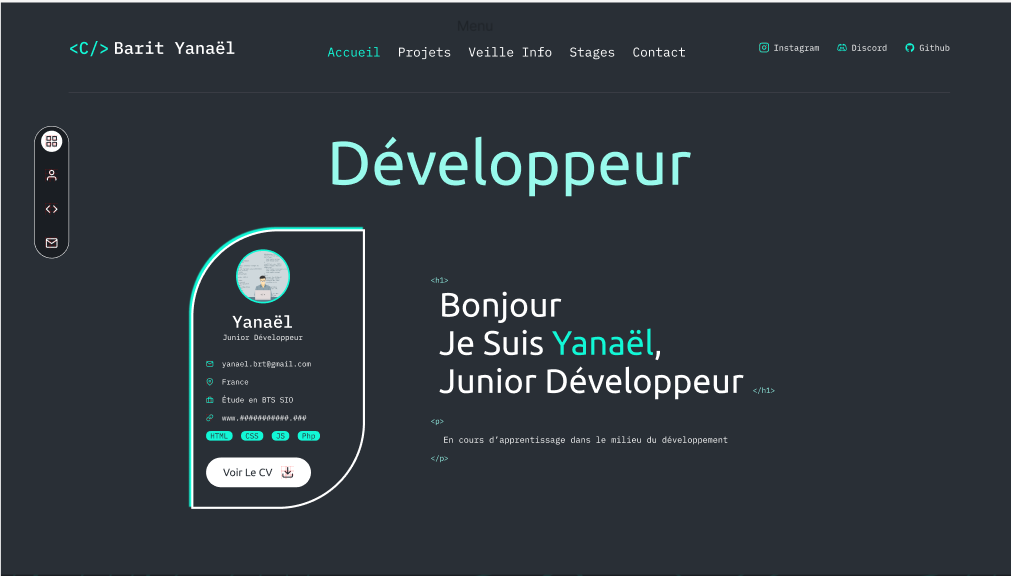 Menu
<C/> Barit Yanaël
Accueil Projets Veille Info Stages Contact
Instagram Discord Github
Développeur
Yanaël
Junior Développeur
yanael.brt@gmail.com
France
Étude en BTS SIO
www.###########.###
HTML CSS JS Php
Voir Le CV
<h1>
Bonjour
Je Suis Yanaël,
Junior Développeur </h1>
<p>
En cours d’apprentissage dans le milieu du développement
</p>